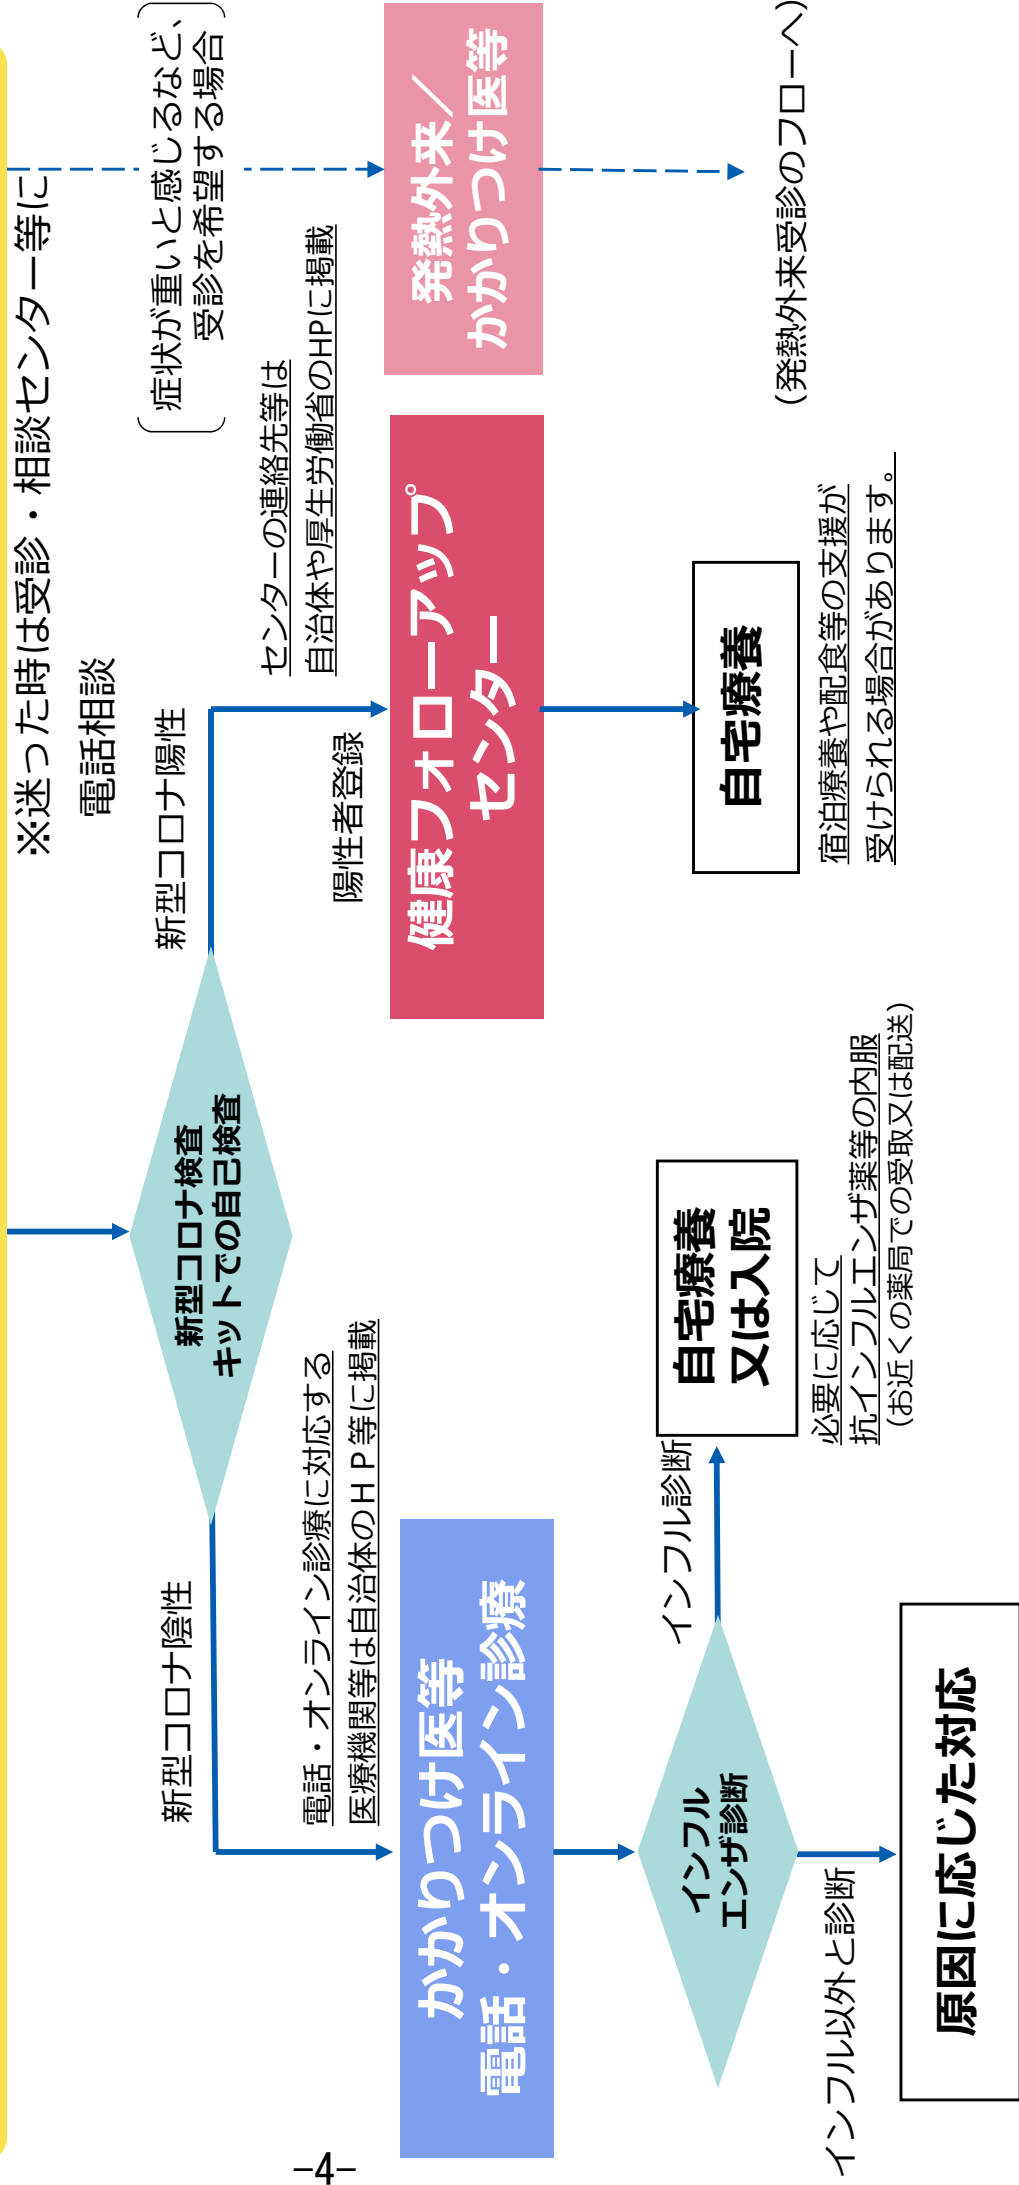 ※迷った時は受診・相談センター等に
電話相談
症状が重いと感じるなど、
受診を希望する場合
新型コロナ検査
キットでの自己検査
新型コロナ陰性
新型コロナ陽性
電話・オンライン診療に対応する
医療機関等は自治体のＨＰ等に掲載
陽性者登録
センターの連絡先等は
自治体や厚生労働省のHPに掲載
かかりつけ医等
電話・オンライン診療
健康フォローアップ
センター
発熱外来／
かかりつけ医等
インフル
エンザ診断
インフル診断
自宅療養
又は入院
必要に応じて
抗インフルエンザ薬等の内服
（お近くの薬局での受取又は配送）
自宅療養
宿泊療養や配食等の支援が
受けられる場合があります。
(発熱外来受診のフローへ)
インフル以外と診断
原因に応じた対応
-4-